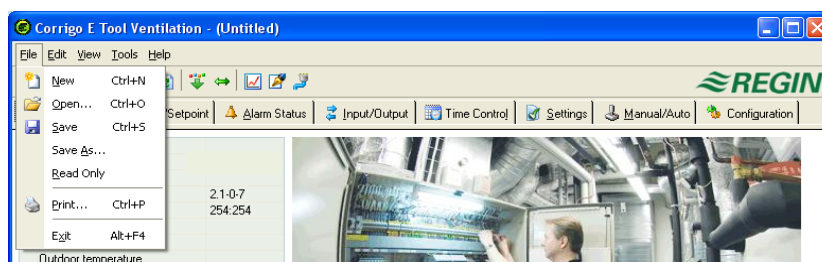 Corrigo E Tool Ventilation - (Untitled)
File Edit View Tools Help
REGIN
New Ctrl+N
Open... Ctrl+O
Save Ctrl+S
Save As...
Read Only
Print... Ctrl+P
Exit Alt+F4
Setpoint Alarm Status Input/Output Time Control Settings Manual/Auto Configuration
2.1-0-7
254:254
Outdoor temperature